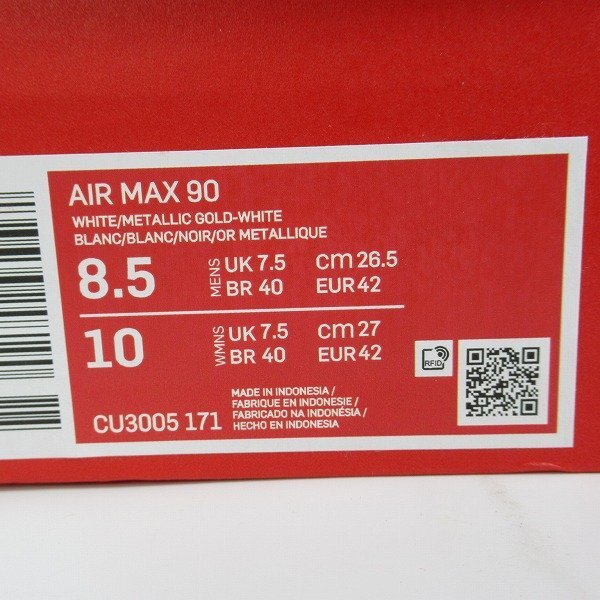 AIR MAX 90
WHITE/METALLIC GOLD-WHITE
BLANC/BLANC/NOIR/OR METALLIQUE
8.5 MENS UK 7.5 cm 26.5
BR 40 EUR 42
10 WMNS UK 7.5 cm 27
BR 40 EUR 42
RFID
MADE IN INDONESIA /
FABRIQUE EN INDONESIE /
FABRICADO NA INDONÉSIA /
HECHO EN INDONESIA
CU3005 171